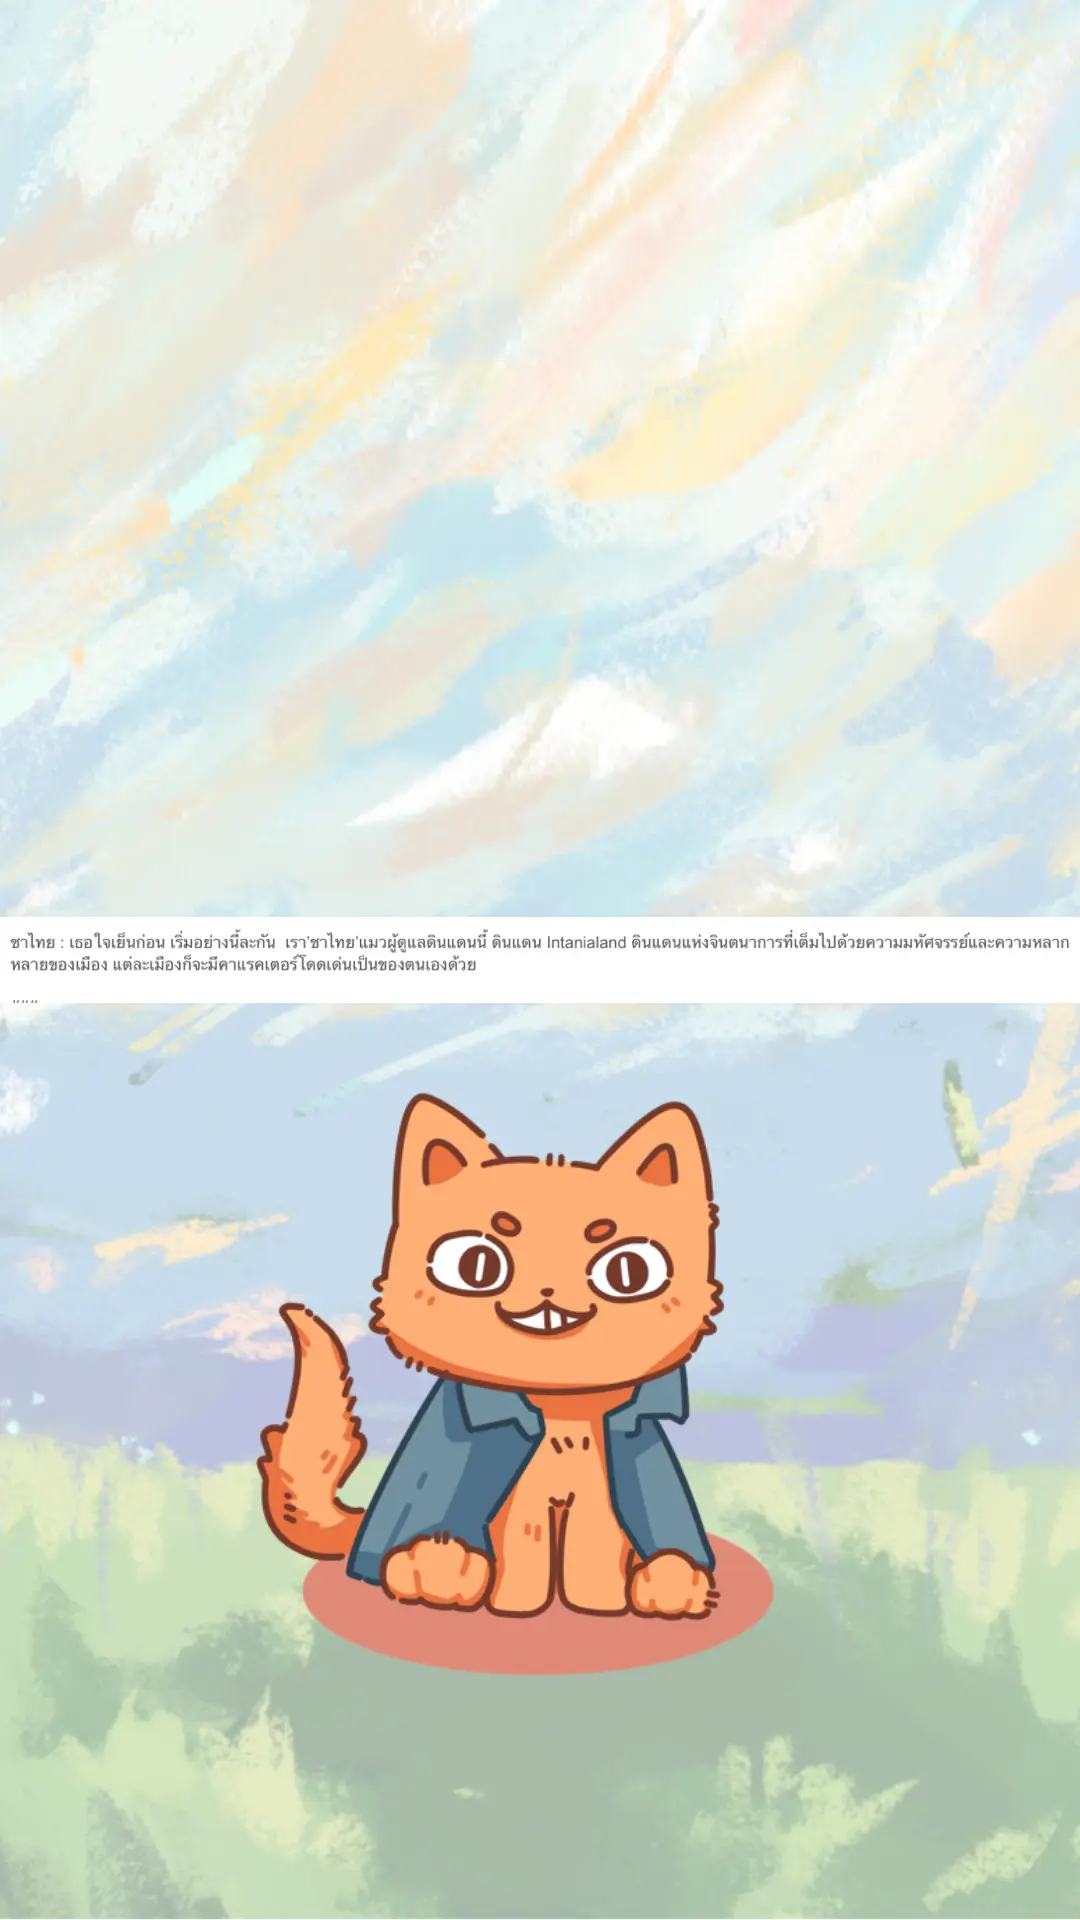 ชาไทย : เธอใจเย็นก่อน เริ่มอย่างนี้ละกัน  เรา'ชาไทย'แมวผู้ดูแลดินแดนนี้ ดินแดน Intanialand ดินแดนแห่งจินตนาการที่เต็มไปด้วยความมหัศจรรย์และความหลาก
หลายของเมือง แต่ละเมืองก็จะมีคาแรคเตอร์โดดเด่นเป็นของตนเองด้วย